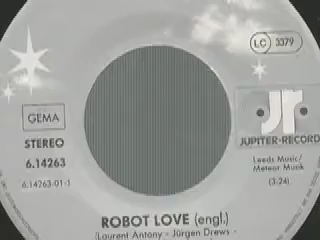 LC 3379
GEMA
STEREO
6.14263
6.14263-01-1
Jr
JUPITER-RECORD
Leeds Music/
Meteor Musik
(3:24)
ROBOT LOVE (engl.)
/Laurent Antony - Jürgen Drews -